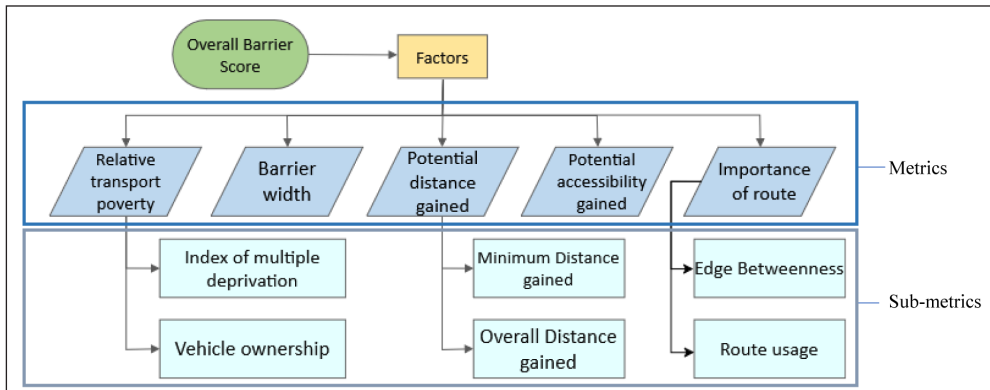 Overall Barrier
Score
Factors
Relative
transport
poverty
Barrier
width
Potential
distance
gained
Potential
accessibility
gained
Importance
of route
Metrics
Index of multiple
deprivation
Minimum Distance
gained
Edge Betweenness
Sub-metrics
Vehicle ownership
Overall Distance
gained
Route usage